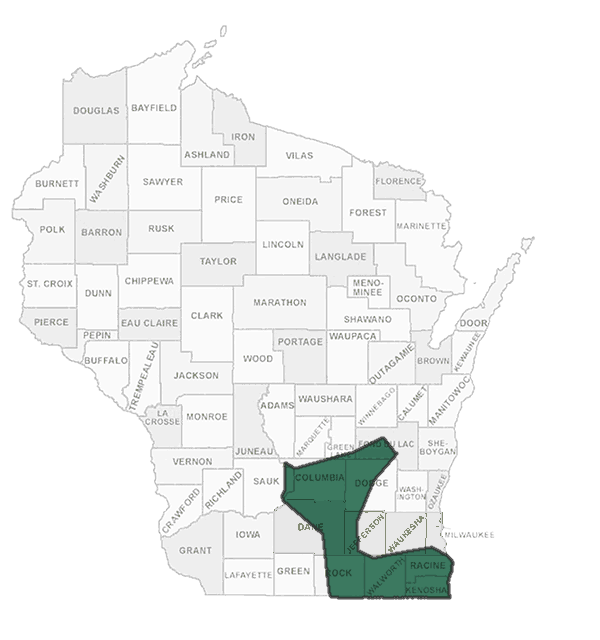 DOUGLAS
BAYFIELD
IRON
ASHLAND
VILAS
BURNETT
WASHBURN
SAWYER
PRICE
ONEIDA
FLORENCE
FOREST
MARINETTE
POLK
BARRON
RUSK
LINCOLN
TAYLOR
LANGLADE
ST. CROIX
DUNN
CHIPPEWA
MENO-
MINEE
OCONTO
MARATHON
CLARK
SHAWANO
PIERCE
PEPIN
EAU CLAIRE
DOOR
BUFFALO
TREMPEALEAU
JACKSON
WOOD
PORTAGE
WAUPACA
OUTAGAMIE
BROWN
KEWAUNEE
LA
CROSSE
MONROE
JUNEAU
ADAMS
WAUSHARA
WINNEBAGO
CALUMET
MANITOWOC
MARQUETTE
GREEN
LAKE
FOND DU LAC
SHE-
BOYGAN
VERNON
CRAWFORD
RICHLAND
SAUK
COLUMBIA
DODGE
WASH-
INGTON
OZAUKEE
GRANT
IOWA
DANE
JEFFERSON
WAUKESHA
MILWAUKEE
LAFAYETTE
GREEN
ROCK
WALWORTH
RACINE
KENOSHA